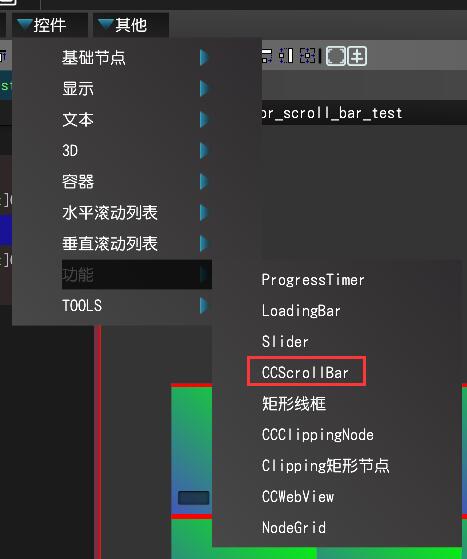 控件
其他
基础节点
显示
文本
3D
容器
水平滚动列表
垂直滚动列表
功能
TOOLS
or_scroll_bar_test
ProgressTimer
LoadingBar
Slider
CCScrollBar
矩形线框
CCClippingNode
Clipping矩形节点
CCWebView
NodeGrid